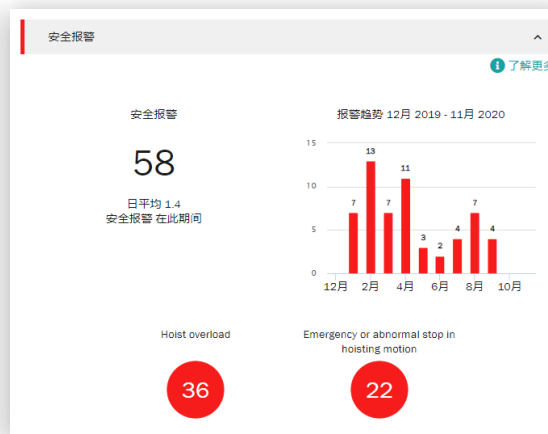 安全报警
了解更多
安全报警
58
日平均 1.4
安全报警 在此期间
报警趋势 12月 2019 - 11月 2020
15
10
5
0
7
13
7
11
3
2
4
7
4
12月 2月 4月 6月 8月 10月
Hoist overload
36
Emergency or abnormal stop in
hoisting motion
22